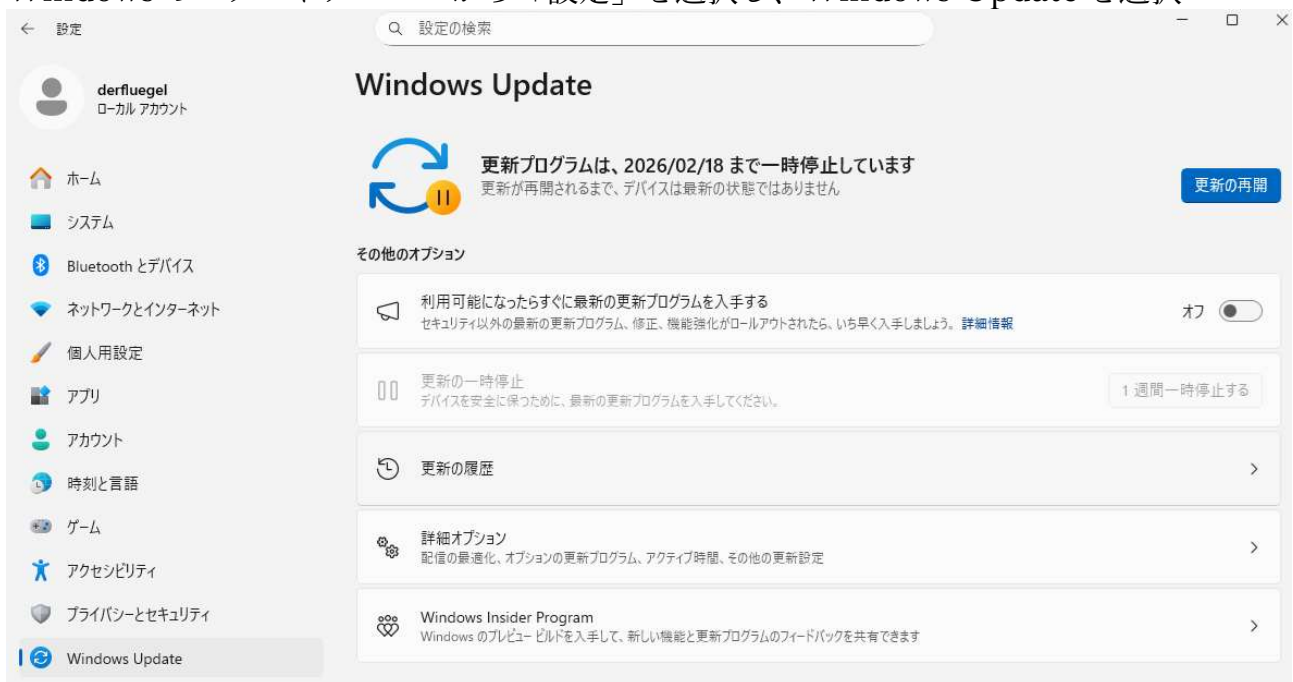 ← 設定
設定の検索
derfluegel
ローカル アカウント
Windows Update
更新プログラムは、2026/02/18 まで一時停止しています
更新が再開されるまで、デバイスは最新の状態ではありません
更新の再開
ホーム
システム
Bluetooth とデバイス
ネットワークとインターネット
個人用設定
アプリ
アカウント
時刻と言語
ゲーム
アクセシビリティ
プライバシーとセキュリティ
Windows Update
その他のオプション
利用可能になったらすぐに最新の更新プログラムを入手する
セキュリティ以外の最新の更新プログラム、修正、機能強化がロールアウトされたら、いち早く入手しましょう。 詳細情報
オフ
更新の一時停止
デバイスを安全に保つために、最新の更新プログラムを入手してください。
1 週間一時停止する
更新の履歴
詳細オプション
配信の最適化、オプションの更新プログラム、アクティブ時間、その他の更新設定
Windows Insider Program
Windows のプレビュー ビルドを入手して、新しい機能と更新プログラムのフィードバックを共有できます